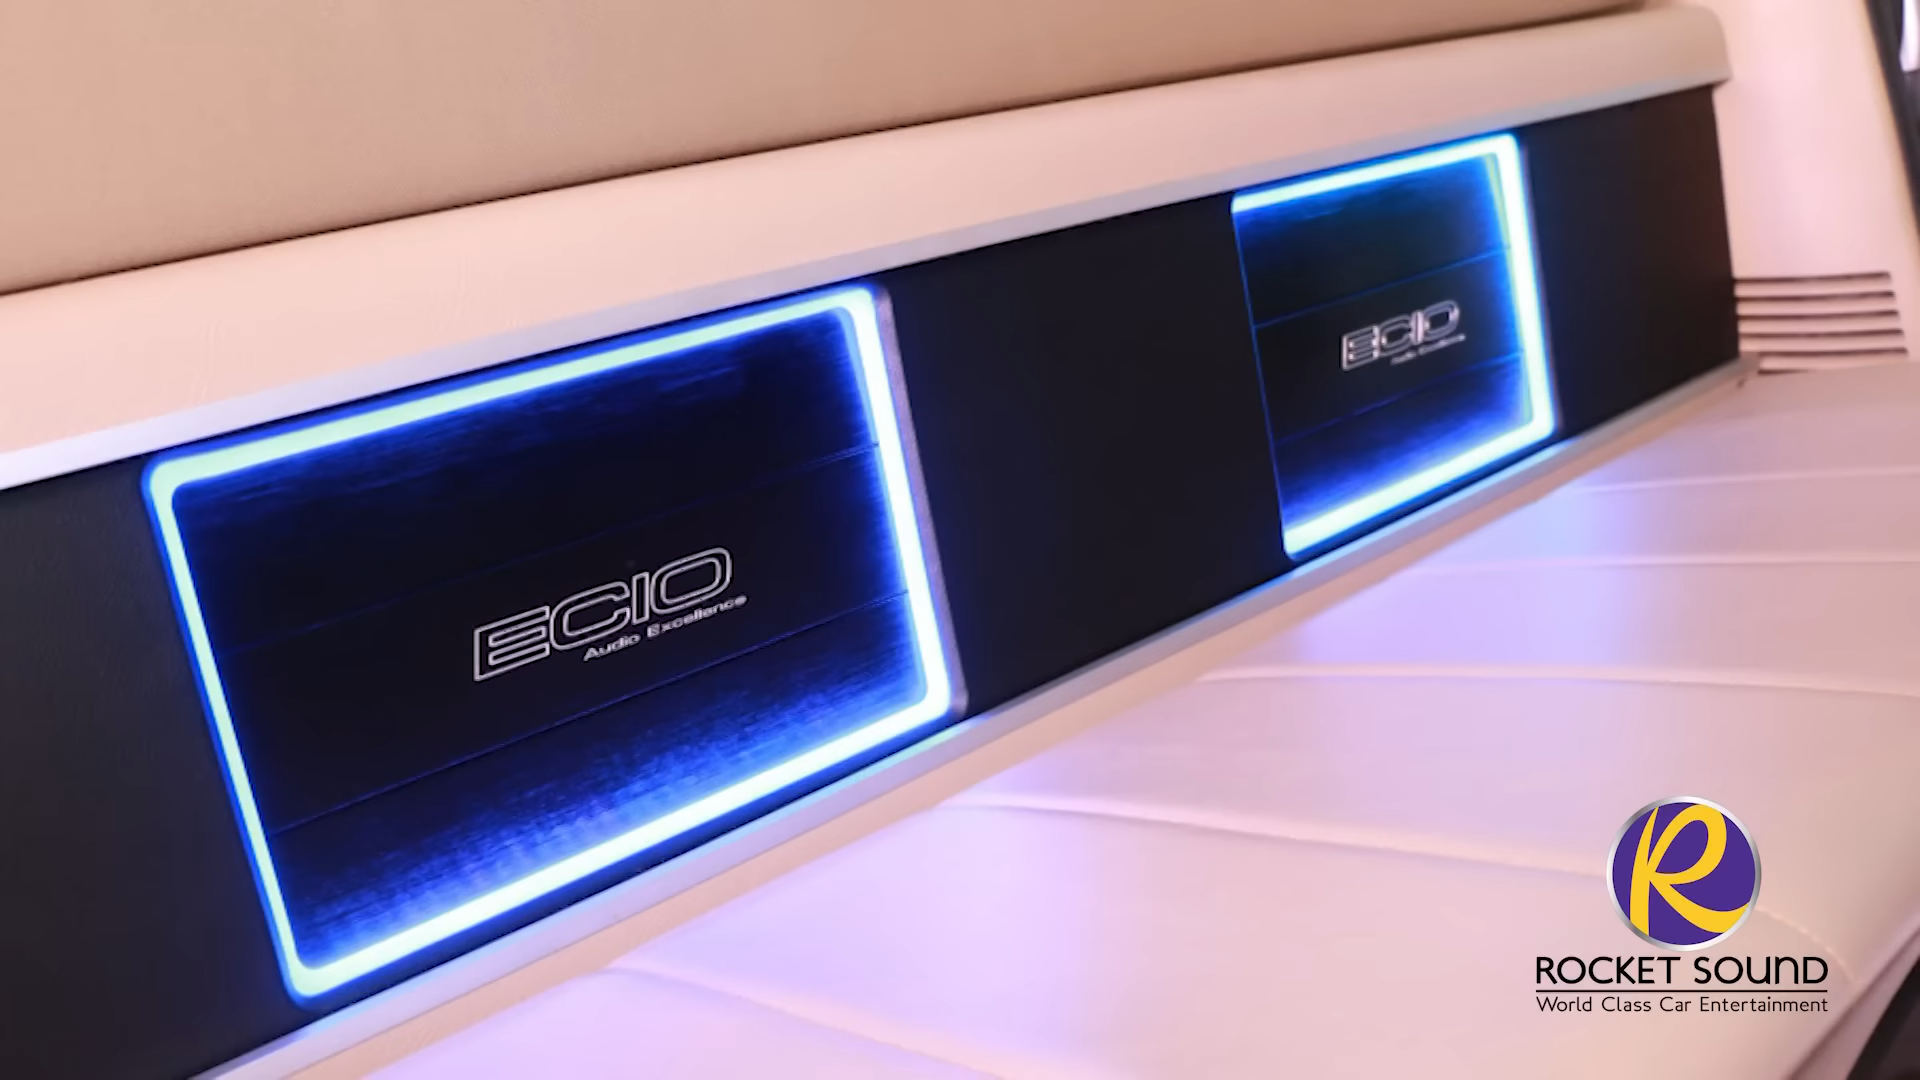 ECIO
Audio Excellence
ECIO
Audio Excellence
ROCKET SOUND
World Class Car Entertainment